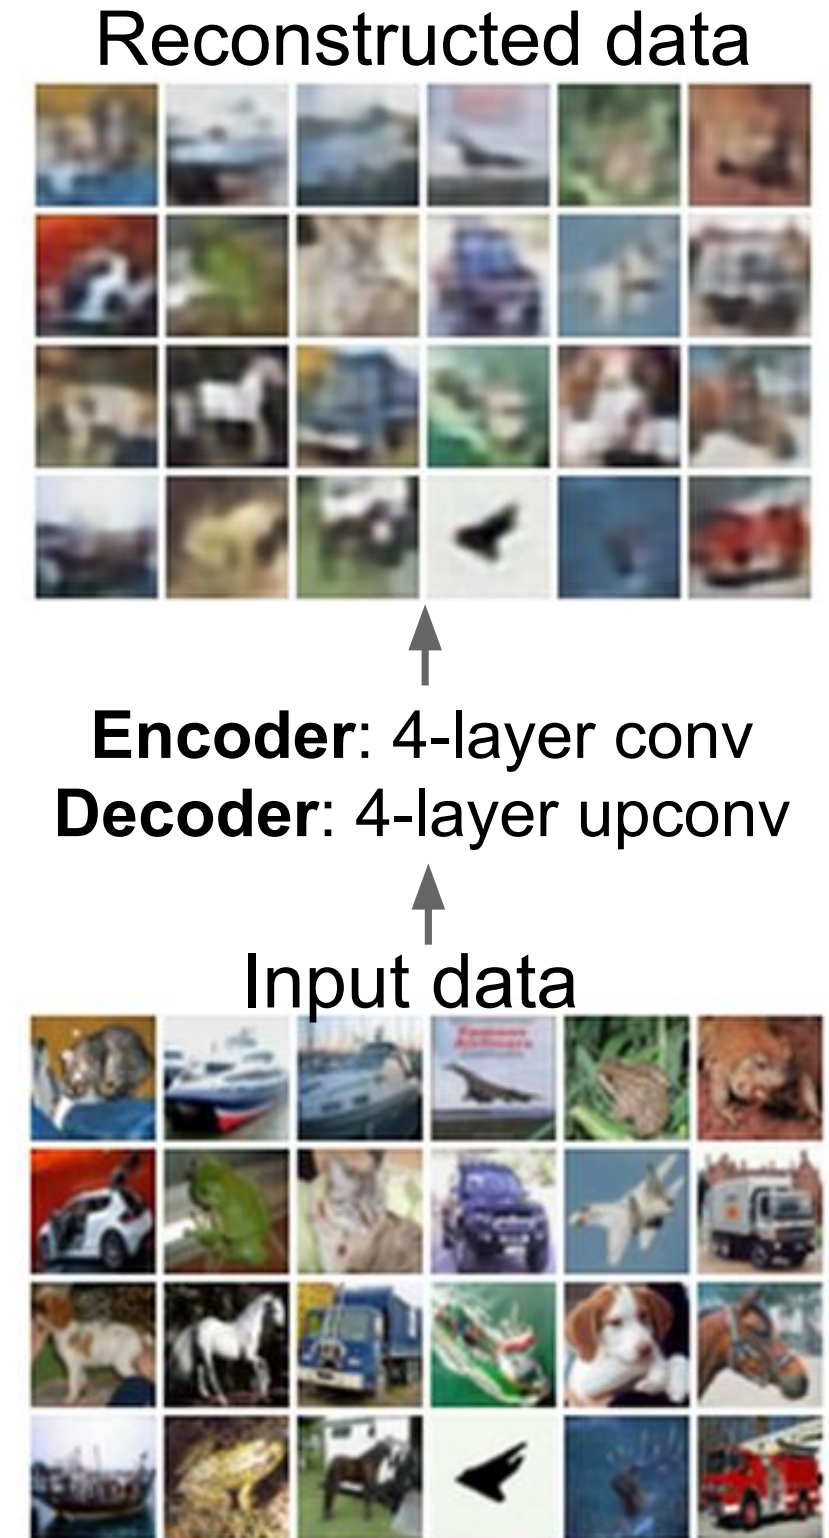 Reconstructed data
Encoder: 4-layer conv
Decoder: 4-layer upconv
Input data